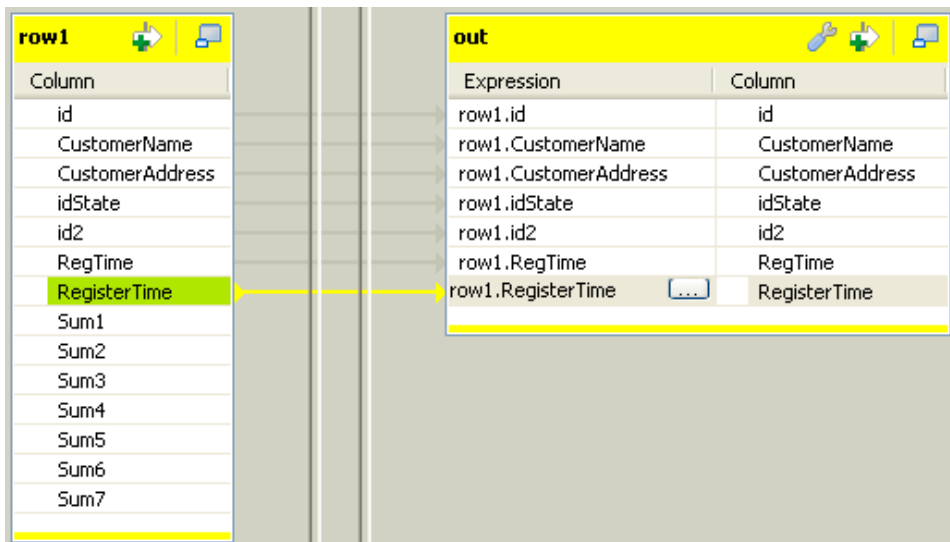 row1
Column
id
CustomerName
CustomerAddress
idState
id2
RegTime
RegisterTime
Sum1
Sum2
Sum3
Sum4
Sum5
Sum6
Sum7
out
Expression Column
row1.id id
row1.CustomerName CustomerName
row1.CustomerAddress CustomerAddress
row1.idState idState
row1.id2 id2
row1.RegTime RegTime
row1.RegisterTime ... RegisterTime